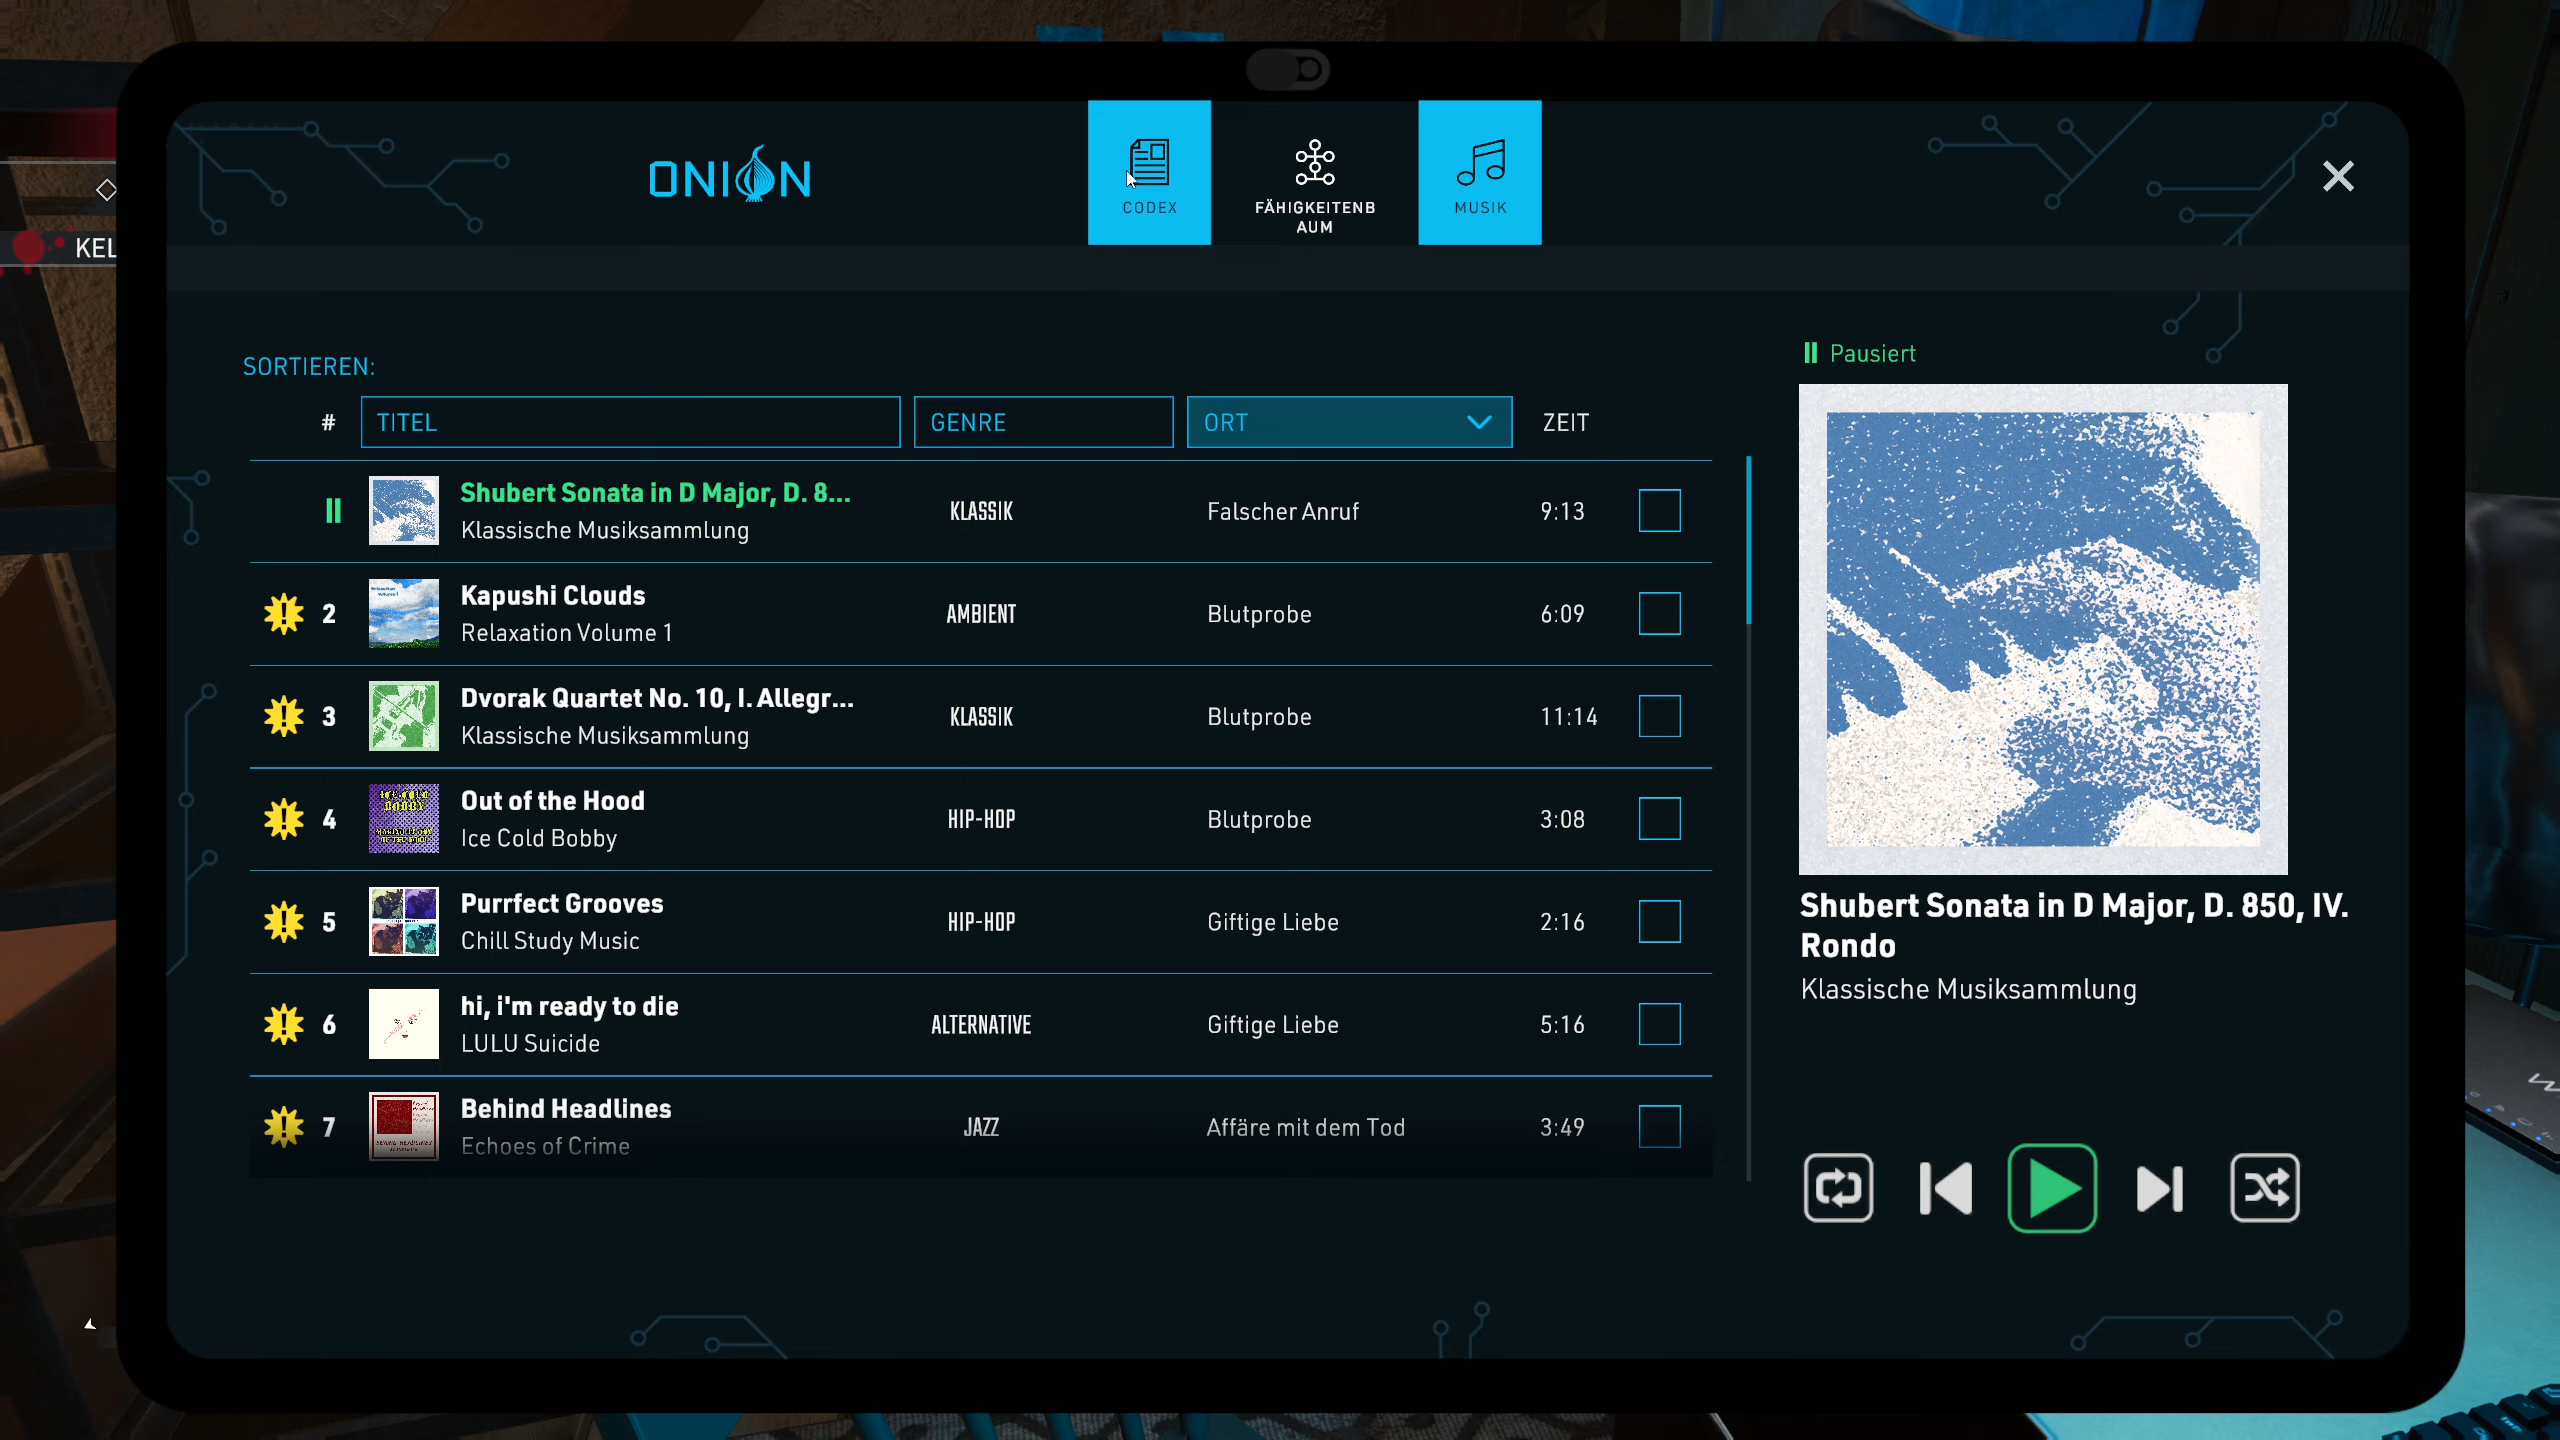 ONION
CODEX
FÄHIGKEITENB
AUM
MUSIK
KEL
SORTIEREN:
# TITEL GENRE ORT ZEIT
Shubert Sonata in D Major, D. 8...
Klassische Musiksammlung
KLASSIK Falscher Anruf 9:13
2 Kapushi Clouds
Relaxation Volume 1
AMBIENT Blutprobe 6:09
3 Dvorak Quartet No. 10, I. Allegr...
Klassische Musiksammlung
KLASSIK Blutprobe 11:14
4 Out of the Hood
Ice Cold Bobby
HIP-HOP Blutprobe 3:08
5 Purrfect Grooves
Chill Study Music
HIP-HOP Giftige Liebe 2:16
6 hi, i'm ready to die
LULU Suicide
ALTERNATIVE Giftige Liebe 5:16
7 Behind Headlines
Echoes of Crime
JAZZ Affäre mit dem Tod 3:49
Pausiert
Shubert Sonata in D Major, D. 850, IV.
Rondo
Klassische Musiksammlung